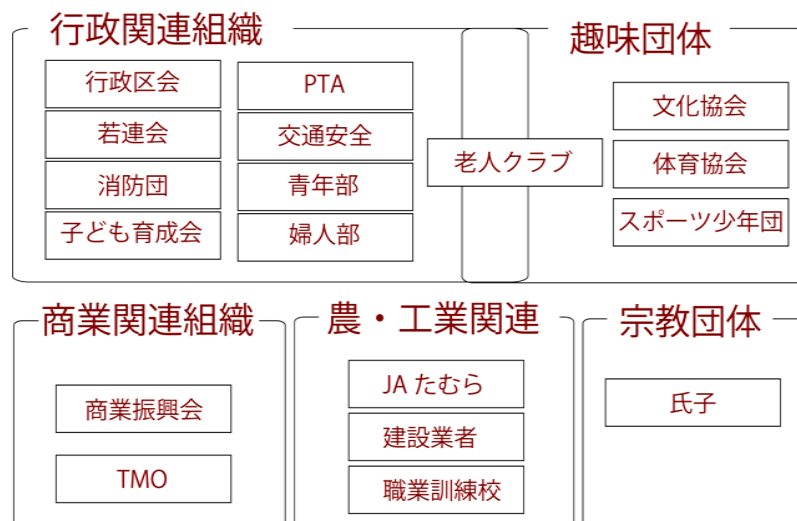 行政関連組織
行政区会
若連会
消防団
子ども育成会
PTA
交通安全
青年部
婦人部
老人クラブ
趣味団体
文化協会
体育協会
スポーツ少年団
商業関連組織
商業振興会
TMO
農・工業関連
JAたむら
建設業者
職業訓練校
宗教団体
氏子